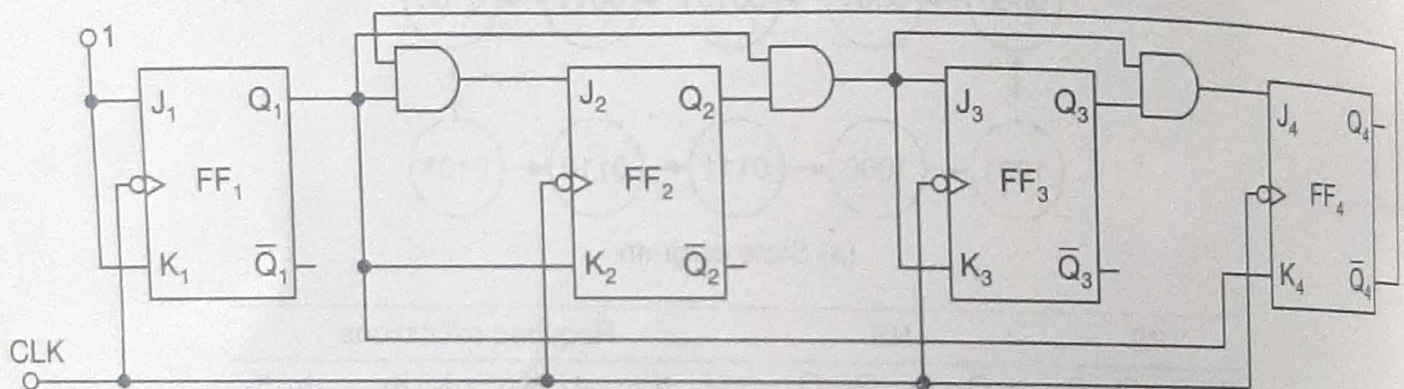 1
J₁ Q₁ J₂ Q₂ J₃ Q₃ J₄ Q₄
FF₁ FF₂ FF₃ FF₄
K₁ Q̅₁ K₂ Q̅₂ K₃ Q̅₃ K₄ Q̅₄
CLK